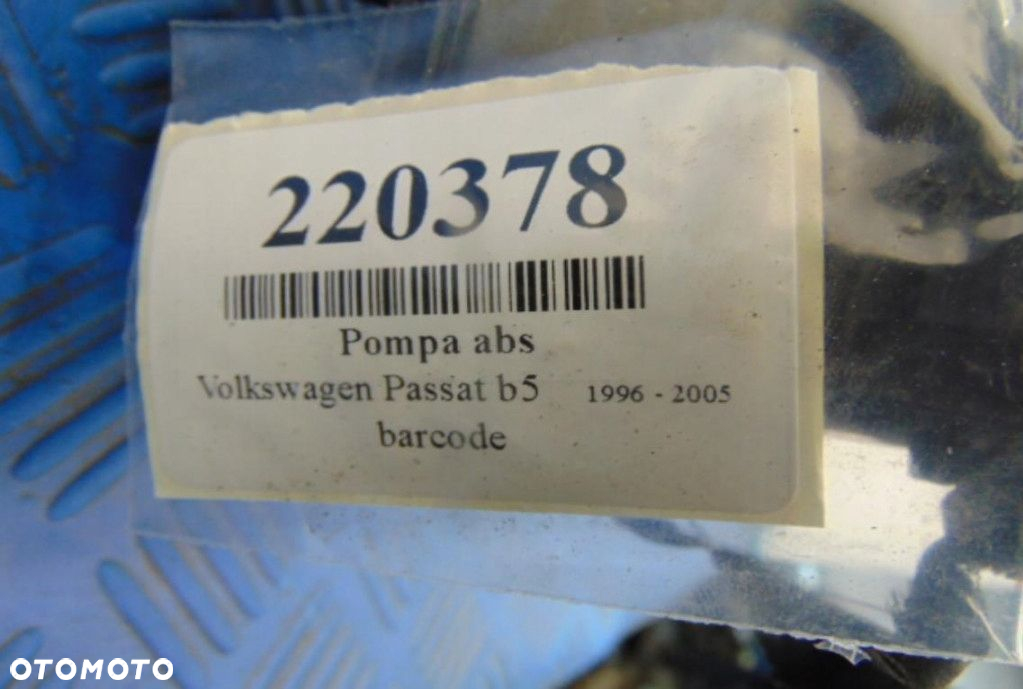 220378
Pompa abs
Volkswagen Passat b5 1996 - 2005
barcode
OTOMOTO